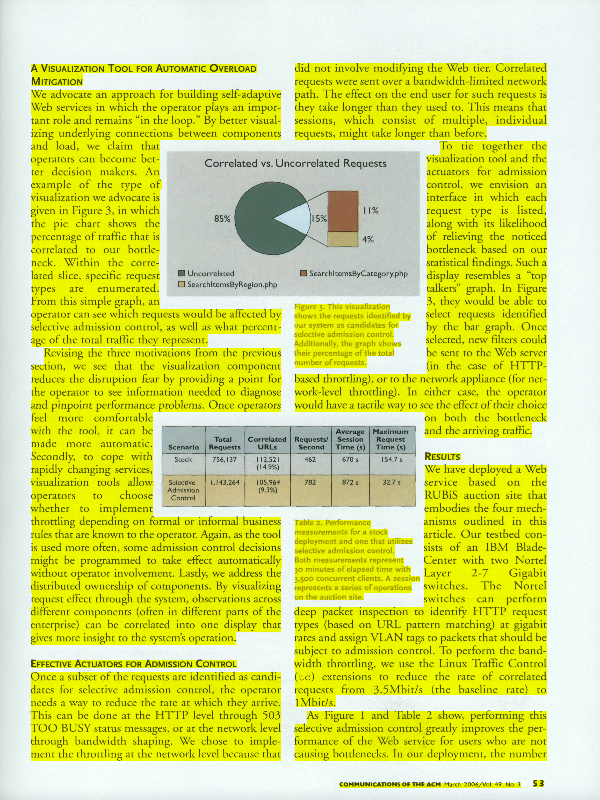 A VISUALIZATION TOOL FOR AUTOMATIC OVERLOAD
MITIGATION
We advocate an approach for building self-adaptive
Web services in which the operator plays an impor-
tant role and remains “in the loop.” By better visual-
izing underlying connections between components
and load, we claim that
operators can become bet-
ter decision makers. An
example of the type of
visualization we advocate is
given in Figure 3, in which
the pie chart shows the
percentage of traffic that is
correlated to our bottle-
neck. Within the corre-
lated slice, specific request
types are enumerated.
From this simple graph, an
operator can see which requests would be affected by
selective admission control, as well as what percent-
age of the total traffic they represent.
Revising the three motivations from the previous
section, we see that the visualization component
reduces the disruption fear by providing a point for
the operator to see information needed to diagnose
and pinpoint performance problems. Once operators
feel more comfortable
with the tool, it can be
made more automatic.
Secondly, to cope with
rapidly changing services,
visualization tools allow
operators to choose
whether to implement
throttling depending on formal or informal business
rules that are known to the operator. Again, as the tool
is used more often, some admission control decisions
might be programmed to take effect automatically
without operator involvement. Lastly, we address the
distributed ownership of components. By visualizing
request effect through the system, observations across
different components (often in different parts of the
enterprise) can be correlated into one display that
gives more insight to the system’s operation.
EFFECTIVE ACTUATORS FOR ADMISSION CONTROL
Once a subset of the requests are identified as candi-
dates for selective admission control, the operator
needs a way to reduce the rate at which they arrive.
This can be done at the HTTP level through 503
TOO BUSY status messages, or at the network level
through bandwidth shaping. We chose to imple-
ment the throttling at the network level because that
did not involve modifying the Web tier. Correlated
requests were sent over a bandwidth-limited network
path. The effect on the end user for such requests is
they take longer than they used to. This means that
sessions, which consist of multiple, individual
requests, might take longer than before.
To tie together the
visualization tool and the
actuators for admission
control, we envision an
interface in which each
request type is listed,
along with its likelihood
of relieving the noticed
bottleneck based on our
statistical findings. Such a
display resembles a “top
talkers” graph. In Figure
3, they would be able to
select requests identified
by the bar graph. Once
selected, new filters could
be sent to the Web server
(in the case of HTTP-
based throttling), or to the network appliance (for net-
work-level throttling). In either case, the operator
would have a tactile way to see the effect of their choice
on both the bottleneck
and the arriving traffic.
RESULTS
We have deployed a Web
service based on the
RUBiS auction site that
embodies the four mech-
anisms outlined in this
article. Our testbed con-
sists of an IBM Blade-
Center with two Nortel
Layer 2-7 Gigabit
switches. The Nortel
switches can perform
deep packet inspection to identify HTTP request
types (based on URL pattern matching) at gigabit
rates and assign VLAN tags to packets that should be
subject to admission control. To perform the band-
width throttling, we use the Linux Traffic Control
(tc) extensions to reduce the rate of correlated
requests from 3.5Mbit/s (the baseline rate) to
1Mbit/s.
As Figure 1 and Table 2 show, performing this
selective admission control greatly improves the per-
formance of the Web service for users who are not
causing bottlenecks. In our deployment, the number
Correlated vs. Uncorrelated Requests
85%
15%
11%
4%
Uncorrelated
SearchItemsByCategory.php
SearchItemsByRegion.php
Figure 3. This visualization
shows the requests identified by
our system as candidates for
selective admission control.
Additionally, the graph shows
their percentage of the total
number of requests.
Scenario Total Requests Correlated URLs Requests/Second Average Session Time (s) Maximum Request Time (s)
Stock 756,137 112,521 (14.9%) 462 670 s 154.7 s
Selective Admission Control 1,143,264 105,964 (9.3%) 782 872 s 32.7 s
Table 2. Performance
measurements for a stock
deployment and one that utilizes
selective admission control.
Both measurements represent
30 minutes of elapsed time with
3,500 concurrent clients. A session
represents a series of operations
on the auction site.
COMMUNICATIONS OF THE ACM March 2006/Vol. 49, No. 3 53